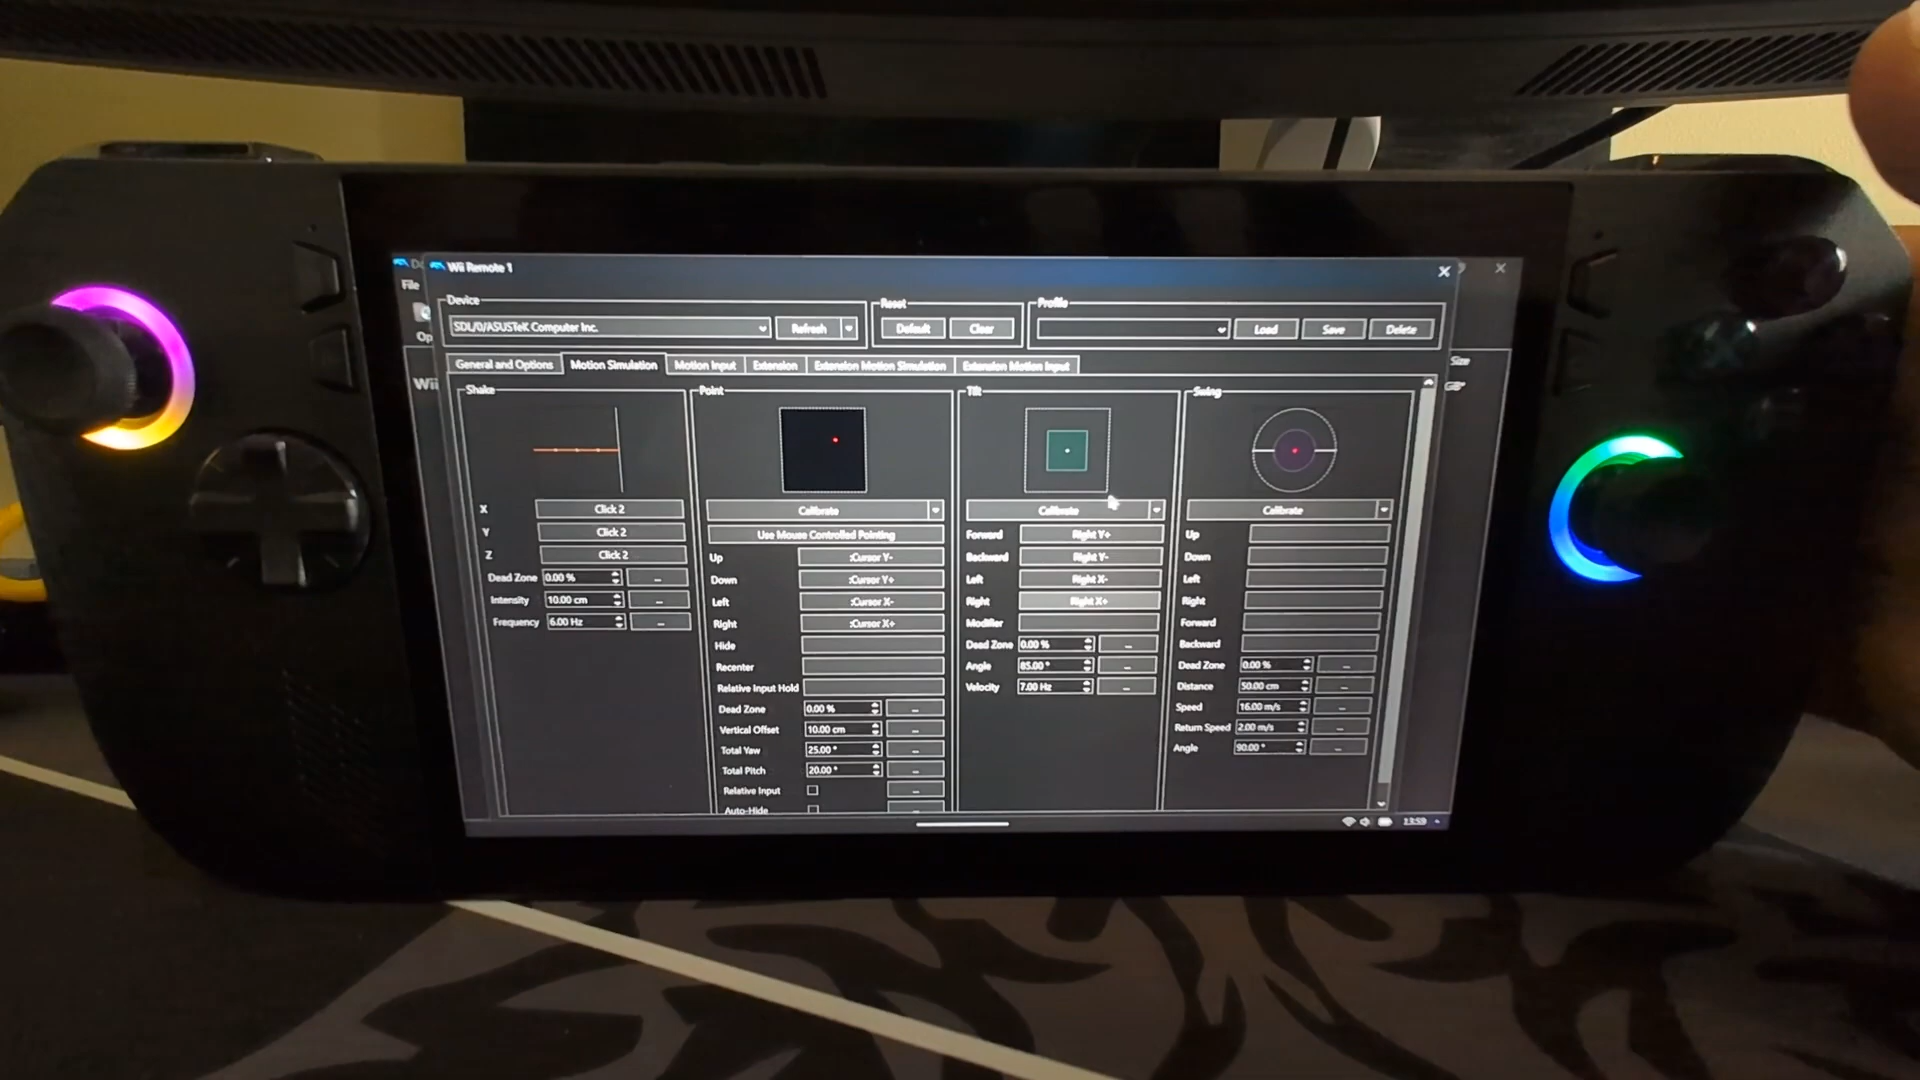 Wii Remote 1
File
Device
Reset
Profile
SDL/0/ASUSTeK Computer Inc.
Refresh
Default
Clear
Load
Save
Delete
Op
Wii
Size
General and Options
Motion Simulation
Motion Input
Extension
Extension Motion Simulation
Extension Motion Input
Shake
X Click 2
Y Click 2
Z Click 2
Dead Zone 0.00 % ...
Intensity 10.00 cm ...
Frequency 6.00 Hz ...
Point
Calibrate
Use Mouse Controlled Pointing
Up :Cursor Y-
Down :Cursor Y+
Left :Cursor X-
Right :Cursor X+
Hide
Recenter
Relative Input Hold
Dead Zone 0.00 % ...
Vertical Offset 10.00 cm ...
Total Yaw 25.00 ° ...
Total Pitch 20.00 ° ...
Relative Input ...
Auto-Hide ...
Tilt
Calibrate
Forward Right Y+
Backward Right Y-
Left Right X-
Right Right X+
Modifier
Dead Zone 0.00 % ...
Angle 85.00 ° ...
Velocity 7.00 Hz ...
Swing
Calibrate
Up
Down
Left
Right
Forward
Backward
Dead Zone 0.00 % ...
Distance 50.00 cm ...
Speed 16.00 m/s ...
Return Speed 2.00 m/s ...
Angle 90.00 ° ...
13:59